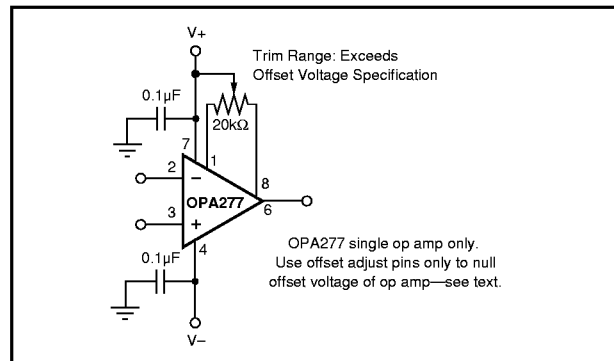 V+
Trim Range: Exceeds
Offset Voltage Specification
0.1µF
20kΩ
7
1
2
−
8
OPA277
6
3
+
4
OPA277 single op amp only.
Use offset adjust pins only to null
offset voltage of op amp—see text.
0.1µF
V−